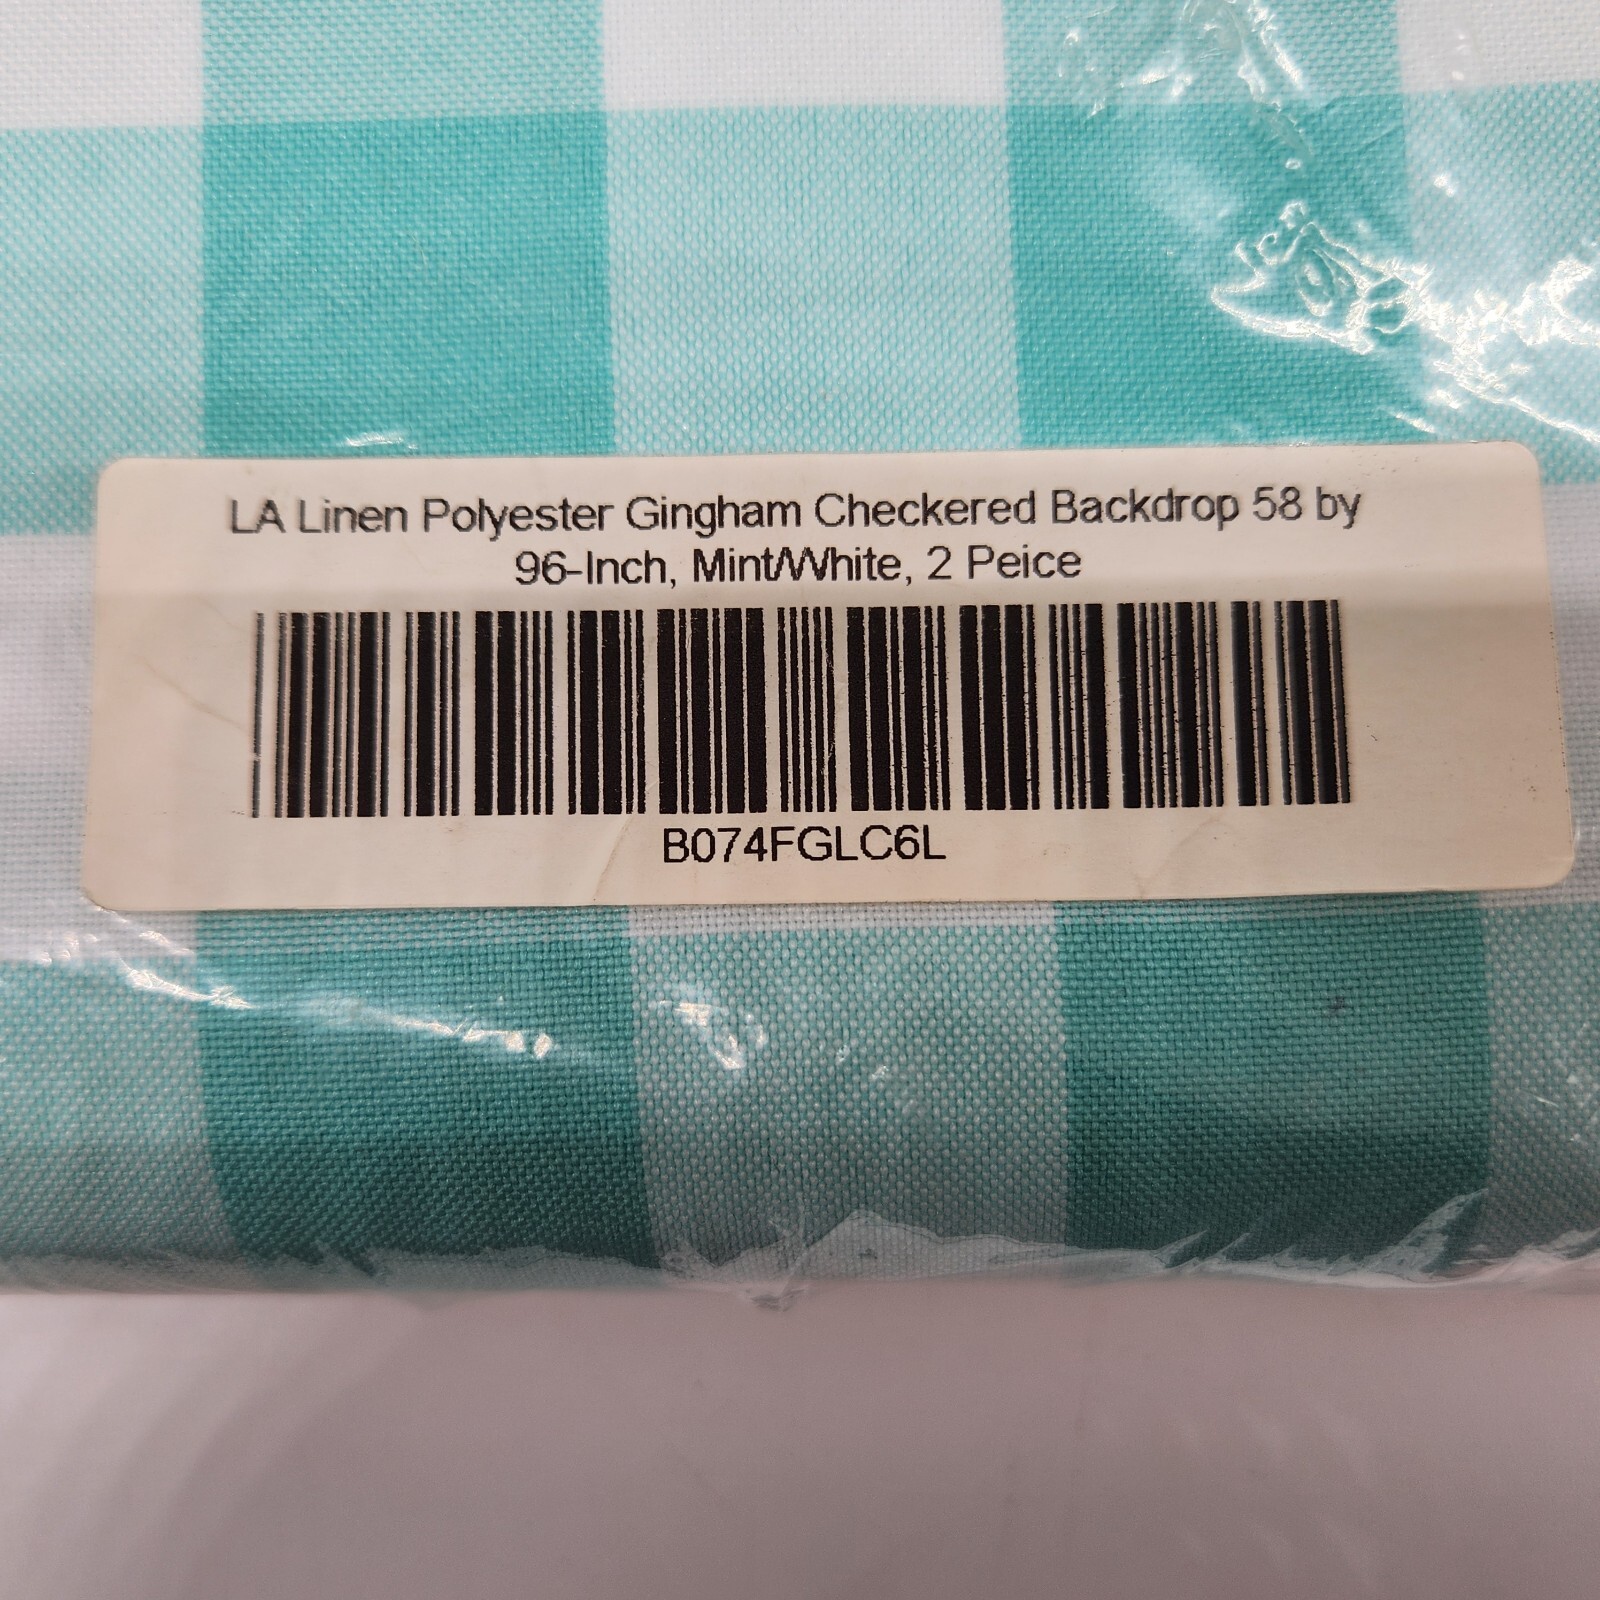 LA Linen Polyester Gingham Checkered Backdrop 58 by
96-Inch, Mint/White, 2 Peice
B074FGLC6L